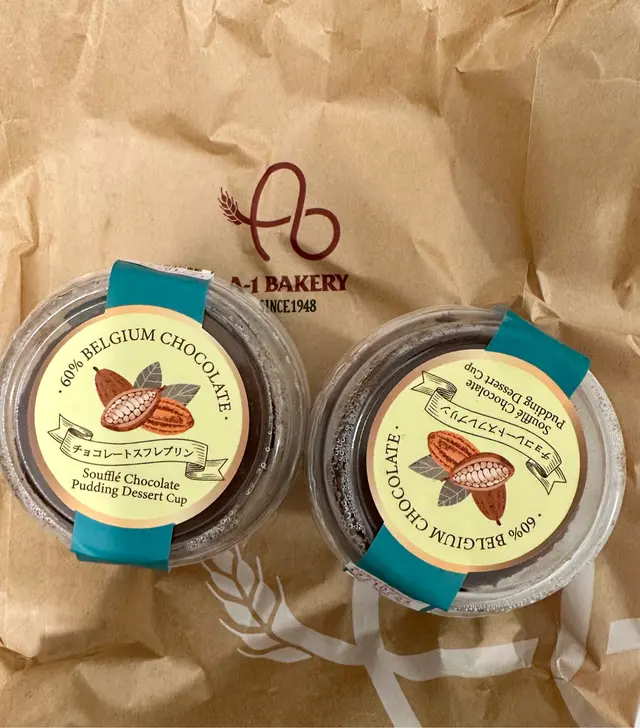 A-1 BAKERY
SINCE1948
· 60% BELGIUM CHOCOLATE ·
チョコレートスフレプリン
Soufflé Chocolate
Pudding Dessert Cup
· 60% BELGIUM CHOCOLATE ·
チョコレートスフレプリン
Soufflé Chocolate
Pudding Dessert Cup